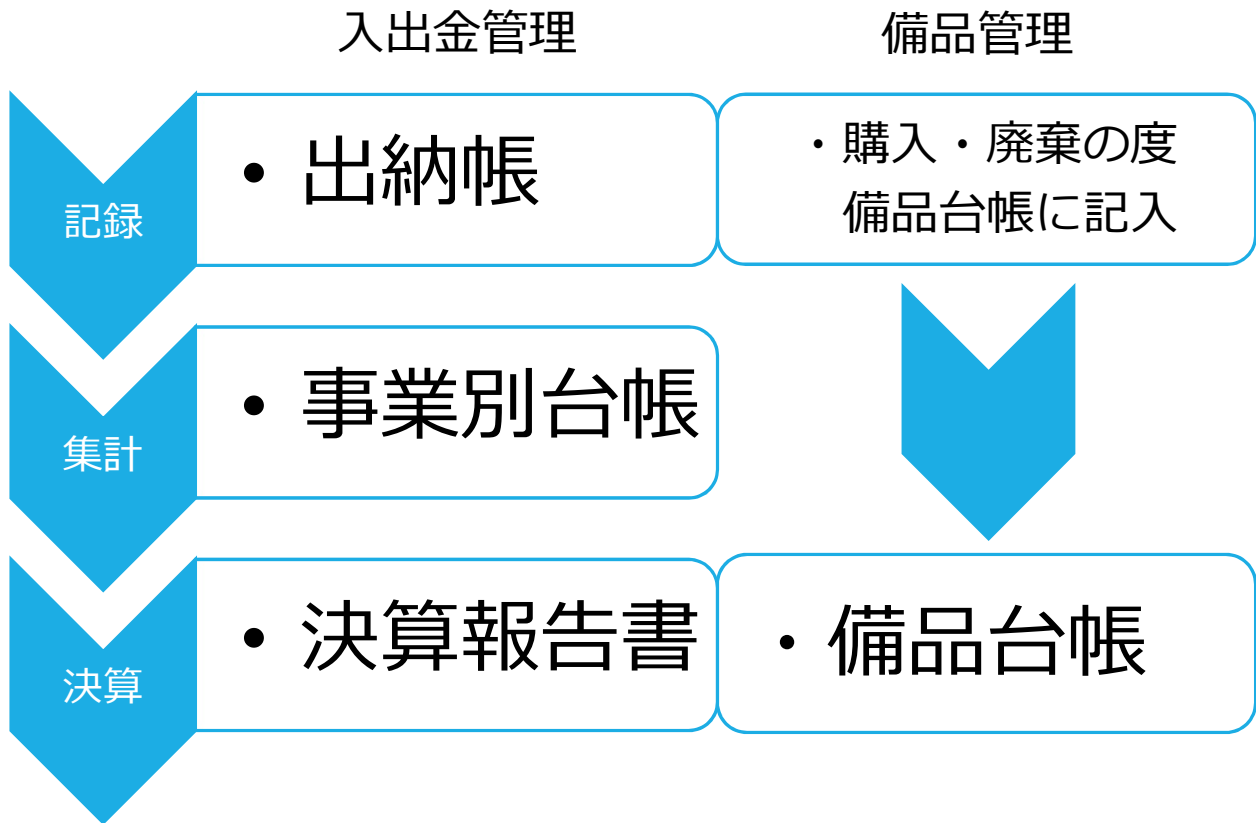 入出金管理
備品管理
記録
・出納帳
・購入・廃棄の度
備品台帳に記入
集計
・事業別台帳
決算
・決算報告書
・備品台帳